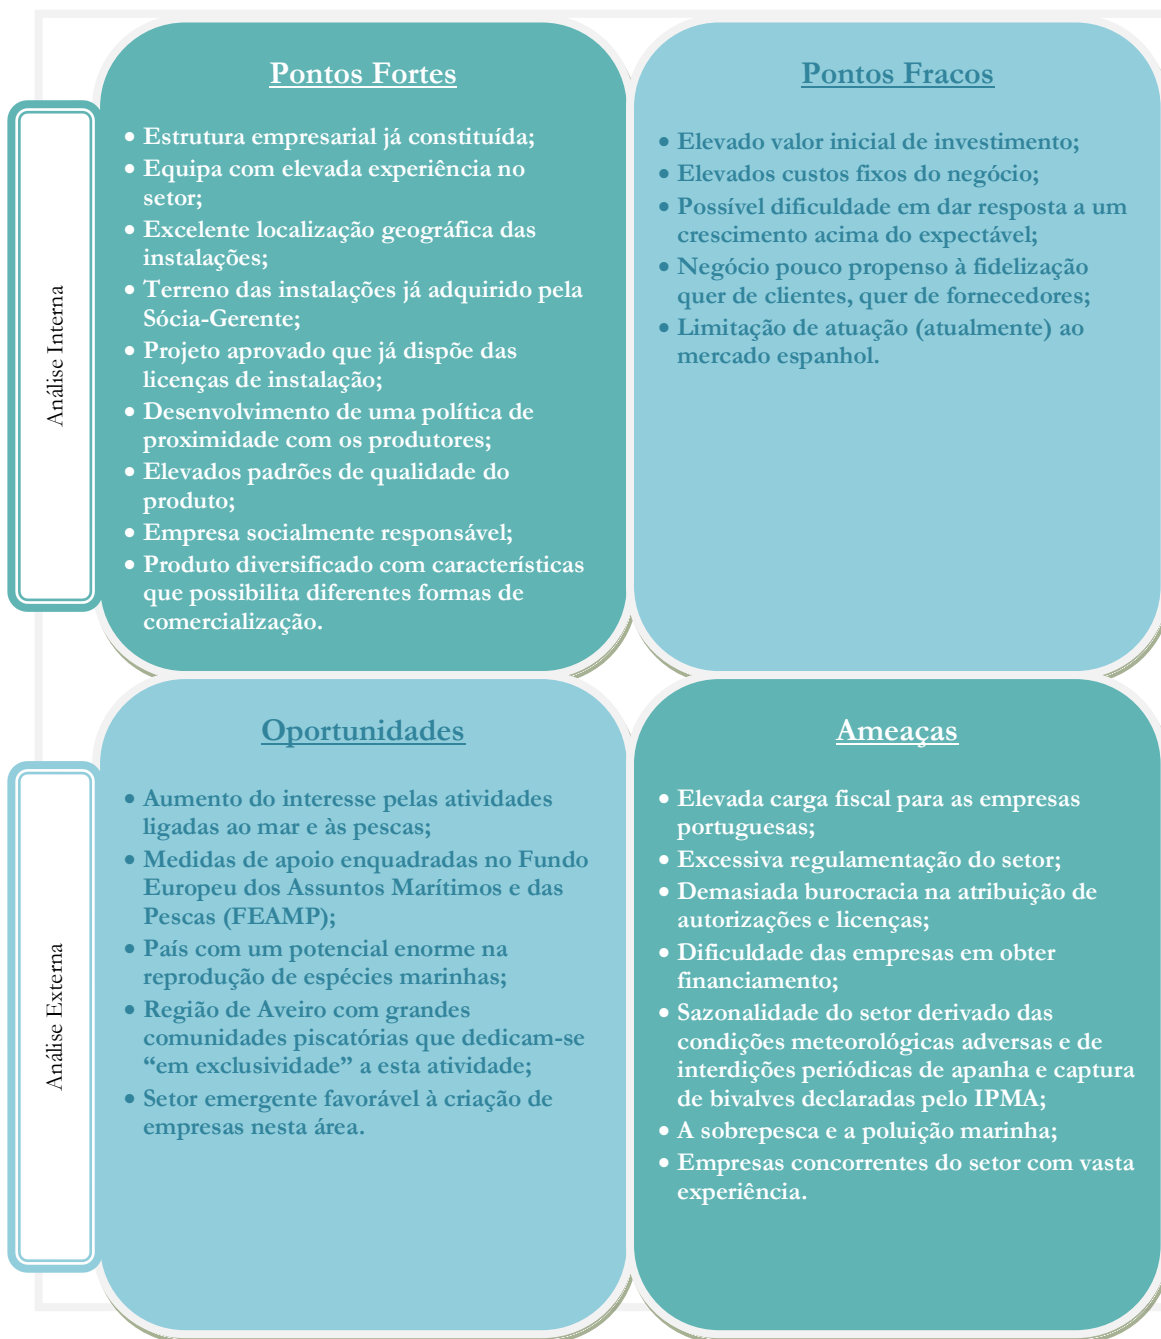 Análise Interna
Pontos Fortes
• Estrutura empresarial já constituída;
• Equipa com elevada experiência no
setor;
• Excelente localização geográfica das
instalações;
• Terreno das instalações já adquirido pela
Sócia-Gerente;
• Projeto aprovado que já dispõe das
licenças de instalação;
• Desenvolvimento de uma política de
proximidade com os produtores;
• Elevados padrões de qualidade do
produto;
• Empresa socialmente responsável;
• Produto diversificado com características
que possibilita diferentes formas de
comercialização.
Pontos Fracos
• Elevado valor inicial de investimento;
• Elevados custos fixos do negócio;
• Possível dificuldade em dar resposta a um
crescimento acima do expectável;
• Negócio pouco propenso à fidelização
quer de clientes, quer de fornecedores;
• Limitação de atuação (atualmente) ao
mercado espanhol.
Análise Externa
Oportunidades
• Aumento do interesse pelas atividades
ligadas ao mar e às pescas;
• Medidas de apoio enquadradas no Fundo
Europeu dos Assuntos Marítimos e das
Pescas (FEAMP);
• País com um potencial enorme na
reprodução de espécies marinhas;
• Região de Aveiro com grandes
comunidades piscatórias que dedicam-se
“em exclusividade” a esta atividade;
• Setor emergente favorável à criação de
empresas nesta área.
Ameaças
• Elevada carga fiscal para as empresas
portuguesas;
• Excessiva regulamentação do setor;
• Demasiada burocracia na atribuição de
autorizações e licenças;
• Dificuldade das empresas em obter
financiamento;
• Sazonalidade do setor derivado das
condições meteorológicas adversas e de
interdições periódicas de apanha e captura
de bivalves declaradas pelo IPMA;
• A sobrepesca e a poluição marinha;
• Empresas concorrentes do setor com vasta
experiência.